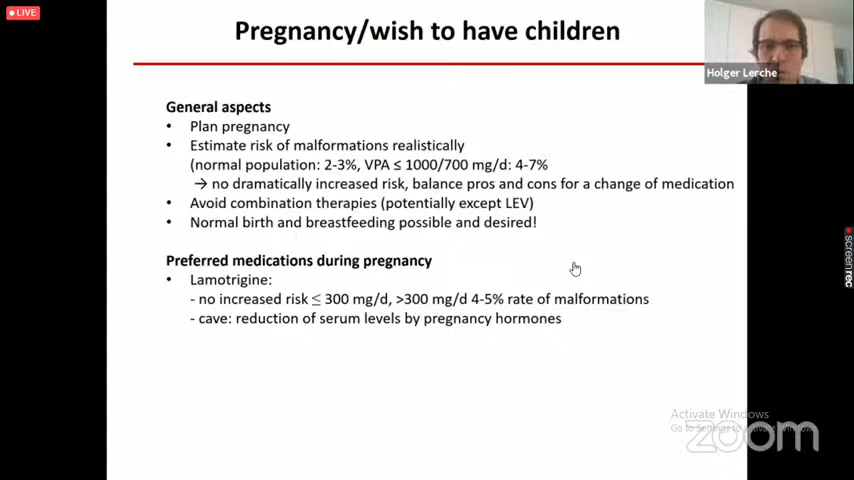 LIVE
Pregnancy/wish to have children
Holger Lerche
General aspects
• Plan pregnancy
• Estimate risk of malformations realistically
(normal population: 2-3%, VPA ≤ 1000/700 mg/d: 4-7%
→ no dramatically increased risk, balance pros and cons for a change of medication
• Avoid combination therapies (potentially except LEV)
• Normal birth and breastfeeding possible and desired!
Preferred medications during pregnancy
• Lamotrigine:
- no increased risk ≤ 300 mg/d, >300 mg/d 4-5% rate of malformations
- cave: reduction of serum levels by pregnancy hormones
screenrec
Activate Windows
Go to Settings to activate Windows.
zoom